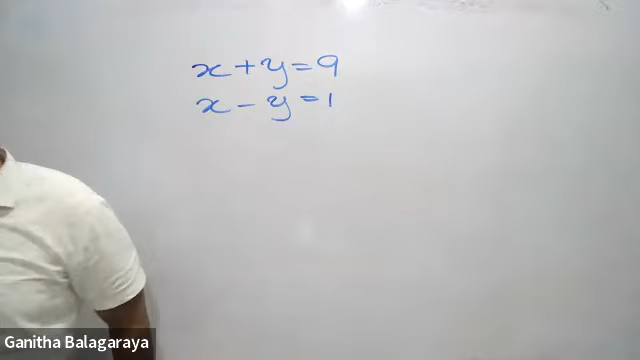 x + y = 9
x - y = 1
Ganitha Balagaraya